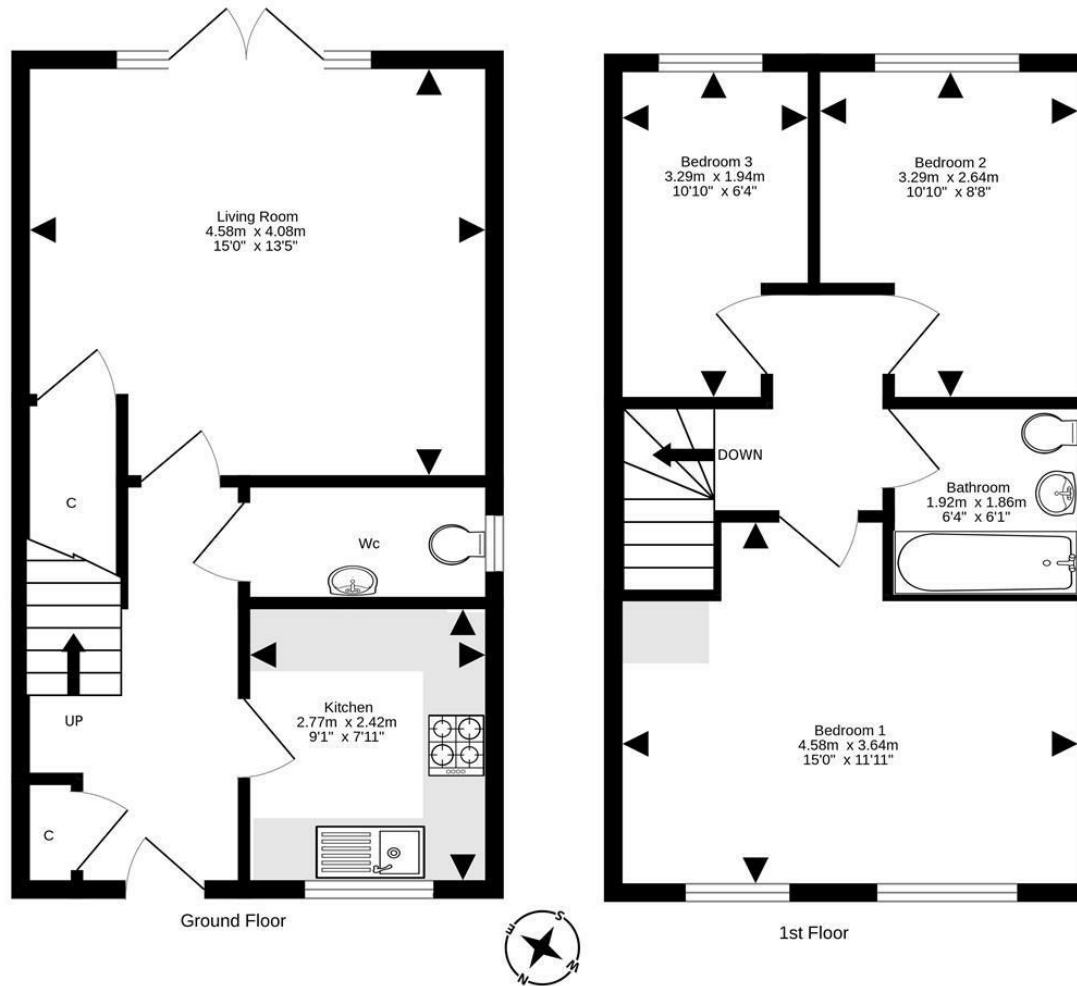 Living Room
4.58m x 4.08m
15'0" x 13'5"
C
Wc
UP
Kitchen
2.77m x 2.42m
9'1" x 7'11"
C
Ground Floor
Bedroom 3
3.29m x 1.94m
10'10" x 6'4"
Bedroom 2
3.29m x 2.64m
10'10" x 8'8"
DOWN
Bathroom
1.92m x 1.86m
6'4" x 6'1"
Bedroom 1
4.58m x 3.64m
15'0" x 11'11"
1st Floor
S
E
W
N